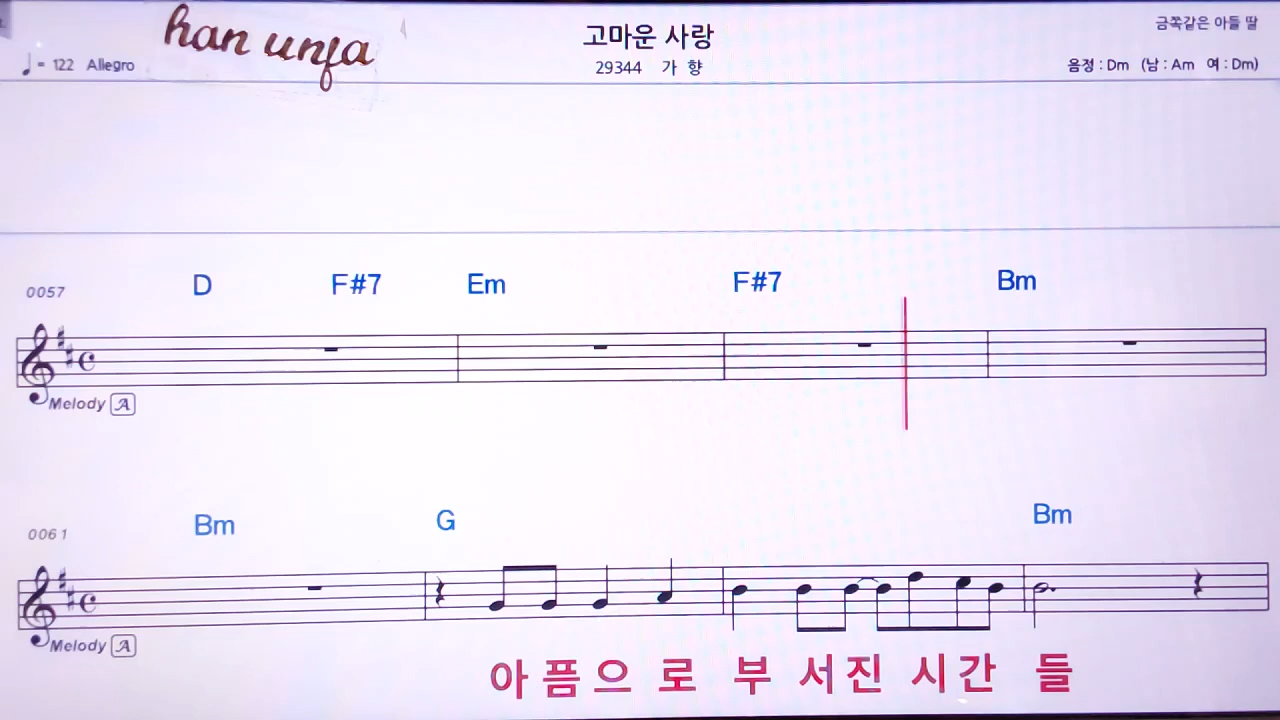 han unfa
고마운 사랑
금쪽같은 아들 딸
♩ = 122 Allegro
29344 가 향
음정 : Dm (남 : Am 여 : Dm)
0057 D F#7 Em F#7 Bm
Melody A
0061 Bm G Bm
Melody A
아 픔 으 로 부 서 진 시 간 들